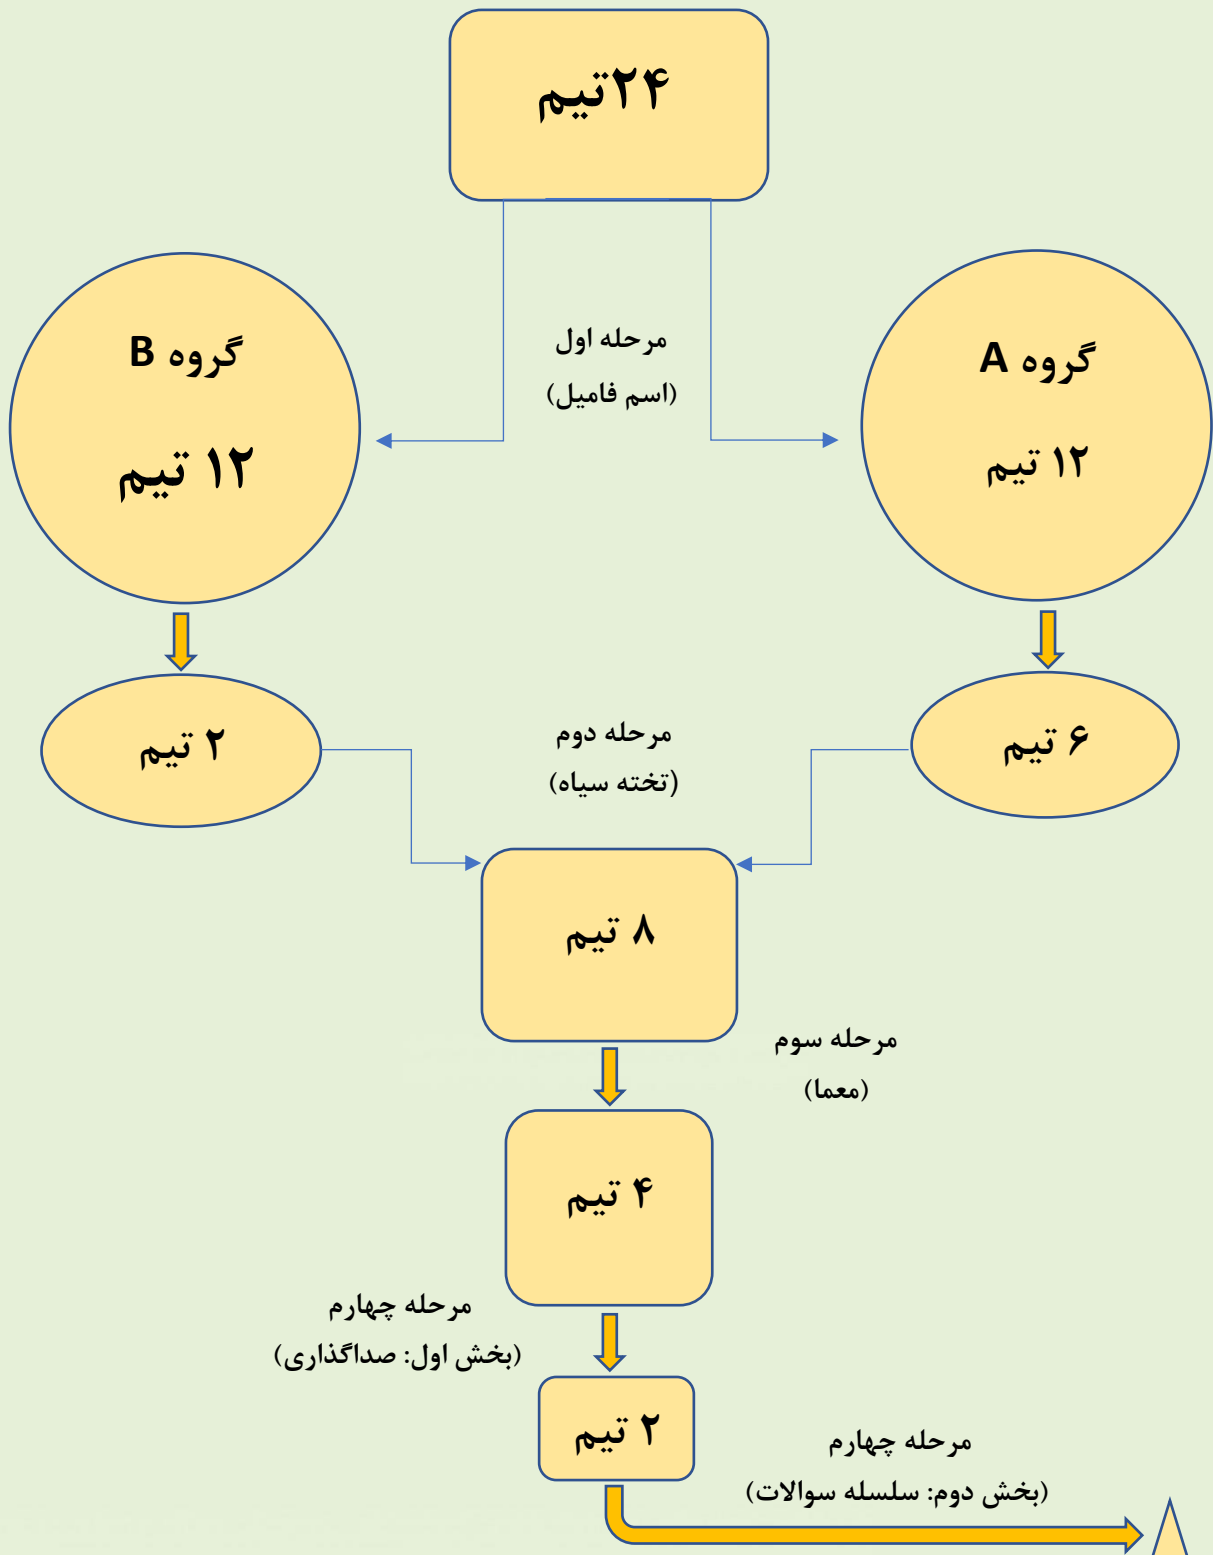 ۲۴تیم
مرحله اول
(اسم فامیل)
گروه A
۱۲ تیم
گروه B
۱۲ تیم
۶ تیم
۲ تیم
مرحله دوم
(تخته سیاه)
۸ تیم
مرحله سوم
(معما)
۴ تیم
مرحله چهارم
(بخش اول: صداگذاری)
۲ تیم
مرحله چهارم
(بخش دوم: سلسله سوالات)